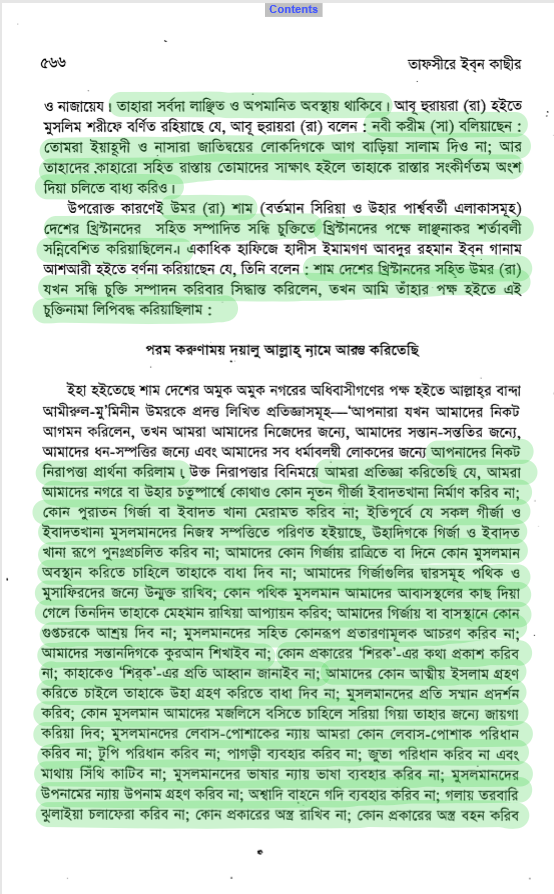 Contents
৫৬৬ তাফসীরে ইব্ন কাছীর
ও নাজায়েয। তাহারা সর্বদা লাঞ্ছিত ও অপমানিত অবস্থায় থাকিবে। আবূ হুরায়রা (রা) হইতে
মুসলিম শরীফে বর্ণিত রহিয়াছে যে, আবূ হুরায়রা (রা) বলেন : নবী করীম (সা) বলিয়াছেন :
তোমরা ইয়াহূদী ও নাসারা জাতিদ্বয়ের লোকদিগকে আগ বাড়িয়া সালাম দিও না; আর
তাহাদের কাহারো সহিত রাস্তায় তোমাদের সাক্ষাৎ হইলে তাহাকে রাস্তার সংকীর্ণতম অংশ
দিয়া চলিতে বাধ্য করিও।
উপরোক্ত কারণেই উমর (রা) শাম (বর্তমান সিরিয়া ও উহার পার্শ্ববর্তী এলাকাসমূহ)
দেশের খ্রিস্টানদের সহিত সম্পাদিত সন্ধি চুক্তিতে খ্রিস্টানদের পক্ষে লাঞ্ছনাকর শর্তাবলী
সন্নিবেশিত করিয়াছিলেন। একাধিক হাফিজে হাদীস ইমামগণ আবদুর রহমান ইবন গানাম
আশআরী হইতে বর্ণনা করিয়াছেন যে, তিনি বলেন : শাম দেশের খ্রিস্টানদের সহিত উমর (রা)
যখন সন্ধি চুক্তি সম্পাদন করিবার সিদ্ধান্ত করিলেন, তখন আমি তাঁহার পক্ষ হইতে এই
চুক্তিনামা লিপিবদ্ধ করিয়াছিলাম :
পরম করুণাময় দয়ালু আল্লাহ্ নামে আরম্ভ করিতেছি
ইহা হইতেছে শাম দেশের অমুক অমুক নগরের অধিবাসীগণের পক্ষ হইতে আল্লাহ্‌র বান্দা
আমীরুল-মু'মিনীন উমরকে প্রদত্ত লিখিত প্রতিজ্ঞাসমূহ—'আপনারা যখন আমাদের নিকট
আগমন করিলেন, তখন আমরা আমাদের নিজেদের জন্যে, আমাদের সন্তান-সন্ততির জন্যে,
আমাদের ধন-সম্পত্তির জন্যে এবং আমাদের সব ধর্মাবলম্বী লোকদের জন্যে আপনাদের নিকট
নিরাপত্তা প্রার্থনা করিলাম। উক্ত নিরাপত্তার বিনিময়ে আমরা প্রতিজ্ঞা করিতেছি যে, আমরা
আমাদের নগরে বা উহার চতুষ্পার্শ্বে কোথাও কোন নূতন গীর্জা ইবাদতখানা নির্মাণ করিব না;
কোন পুরাতন গির্জা বা ইবাদত খানা মেরামত করিব না; ইতিপূর্বে যে সকল গীর্জা ও
ইবাদতখানা মুসলমানদের নিজস্ব সম্পত্তিতে পরিণত হইয়াছে, উহাদিগকে গির্জা ও ইবাদত
খানা রূপে পুনঃপ্রচলিত করিব না; আমাদের কোন গির্জায় রাত্রিতে বা দিনে কোন মুসলমান
অবস্থান করিতে চাহিলে তাহাকে বাধা দিব না; আমাদের গির্জাগুলির দ্বারসমূহ পথিক ও
মুসাফিরদের জন্যে উন্মুক্ত রাখিব; কোন পথিক মুসলমান আমাদের আবাসস্থলের কাছ দিয়া
গেলে তিনদিন তাহাকে মেহমান রাখিয়া আপ্যায়ন করিব; আমাদের গির্জায় বা বাসস্থানে কোন
গুপ্তচরকে আশ্রয় দিব না; মুসলমানদের সহিত কোনরূপ প্রতারণামূলক আচরণ করিব না;
আমাদের সন্তানদিগকে কুরআন শিখাইব না; কোন প্রকারের 'শিরক'-এর কথা প্রকাশ করিব
না; কাহাকেও 'শির্‌ক'-এর প্রতি আহ্বান জানাইব না; আমাদের কোন আত্মীয় ইসলাম গ্রহণ
করিতে চাইলে তাহাকে উহা গ্রহণ করিতে বাধা দিব না; মুসলমানদের প্রতি সম্মান প্রদর্শন
করিব; কোন মুসলমান আমাদের মজলিসে বসিতে চাহিলে সরিয়া গিয়া তাহার জন্যে জায়গা
করিয়া দিব; মুসলমানদের লেবাস-পোশাকের ন্যায় আমরা কোন লেবাস-পোশাক পরিধান
করিব না; টুপি পরিধান করিব না; পাগড়ী ব্যবহার করিব না; জুতা পরিধান করিব না এবং
মাথায় সিঁথি কাটিব না; মুসলমানদের ভাষার ন্যায় ভাষা ব্যবহার করিব না; মুসলমানদের
উপনামের ন্যায় উপনাম গ্রহণ করিব না; অশ্বাদি বাহনে গদি ব্যবহার করিব না; গলায় তরবারি
ঝুলাইয়া চলাফেরা করিব না; কোন প্রকারের অস্ত্র রাখিব না; কোন প্রকারের অস্ত্র বহন করিব